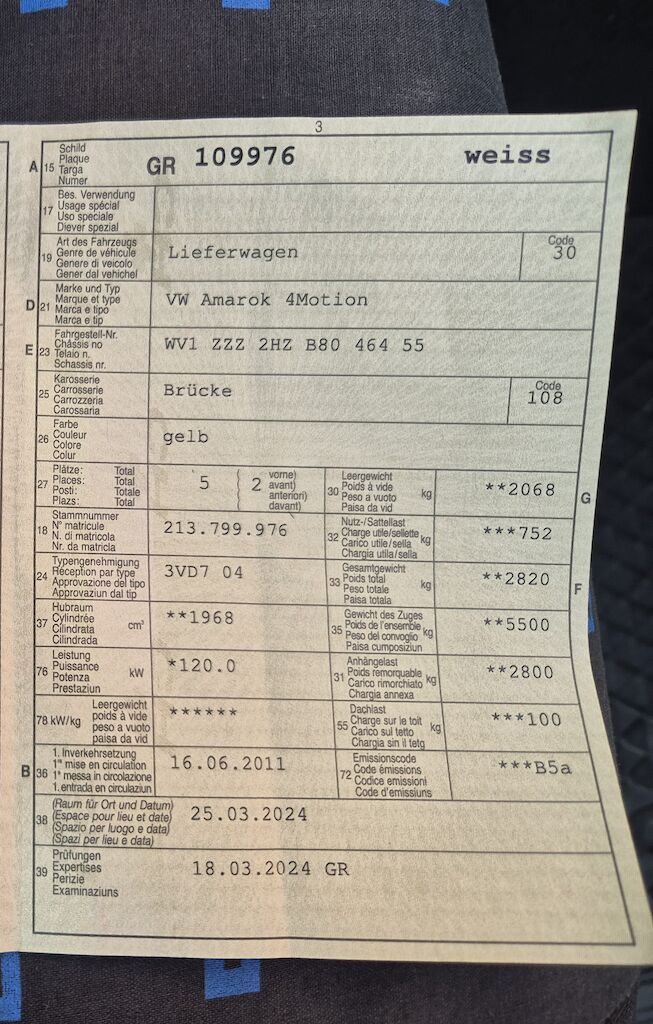 3
A 15 Schild
Plaque
Targa
Numer
GR 109976 weiss
17 Bes. Verwendung
Usage spécial
Uso speciale
Diever spezial
19 Art des Fahrzeugs
Genre de véhicule
Genere di veicolo
Gener dal vehichel
Lieferwagen
Code
30
D 21 Marke und Typ
Marque et type
Marca e tipo
Marca e tip
VW Amarok 4Motion
E 23 Fahrgestell-Nr.
Châssis no
Telaio n.
Schassis nr.
WV1 ZZZ 2HZ B80 464 55
25 Karosserie
Carrosserie
Carrozzeria
Carossaria
Brücke
Code
108
26 Farbe
Couleur
Colore
Colur
gelb
27 Plätze: Total
Places: Total
Posti: Totale
Plazs: Total
5 ( 2 vorne)
avant)
anteriori)
davant)
30 Leergewicht
Poids à vide
Peso a vuoto
Paisa da vid
kg
**2068
G
18 Stammnummer
N° matricule
N. di matricola
Nr. da matricla
213.799.976
32 Nutz-/Sattellast
Charge utile/sellette
Carico utile/sella
Chargia utila/sella
kg
***752
24 Typengenehmigung
Réception par type
Approvazione del tipo
Approvaziun dal tip
3VD7 04
33 Gesamtgewicht
Poids total
Peso totale
Paisa totala
kg
**2820
F
37 Hubraum
Cylindrée
Cilindrata
Cilindrada
cm³
**1968
35 Gewicht des Zuges
Poids de l'ensemble
Peso del convoglio
Paisa cumposiziun
kg
**5500
76 Leistung
Puissance
Potenza
Prestaziun
kW
*120.0
31 Anhängelast
Poids remorquable
Carico rimorchiato
Chargia annexa
kg
**2800
78 kW/kg Leergewicht
poids à vide
peso a vuoto
paisa da vid
******
55 Dachlast
Charge sur le toit
Carico sul tetto
Chargia sin il tetg
kg
***100
B 36 1. Inverkehrsetzung
1re mise en circulation
1a messa in circolazione
1. entrada en circulaziun
16.06.2011
72 Emissionscode
Code émissions
Codice emissioni
Code d'emissiuns
***B5a
38 (Raum für Ort und Datum)
(Espace pour lieu et date)
(Spazio per luogo e data)
(Spazi per lieu e data)
25.03.2024
39 Prüfungen
Expertises
Perizie
Examinaziuns
18.03.2024 GR